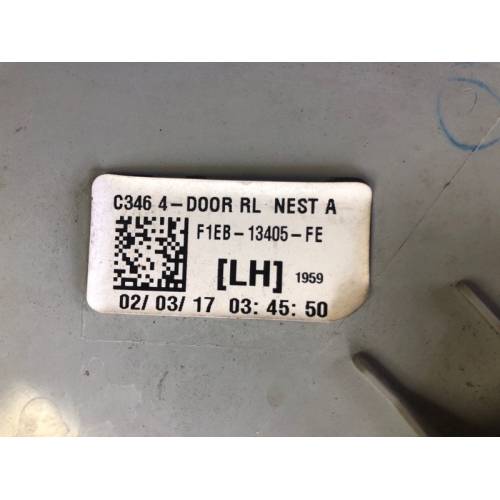 C346 4-DOOR RL NEST A
F1EB-13405-FE
[LH] 1959
02/ 03/ 17 03: 45: 50